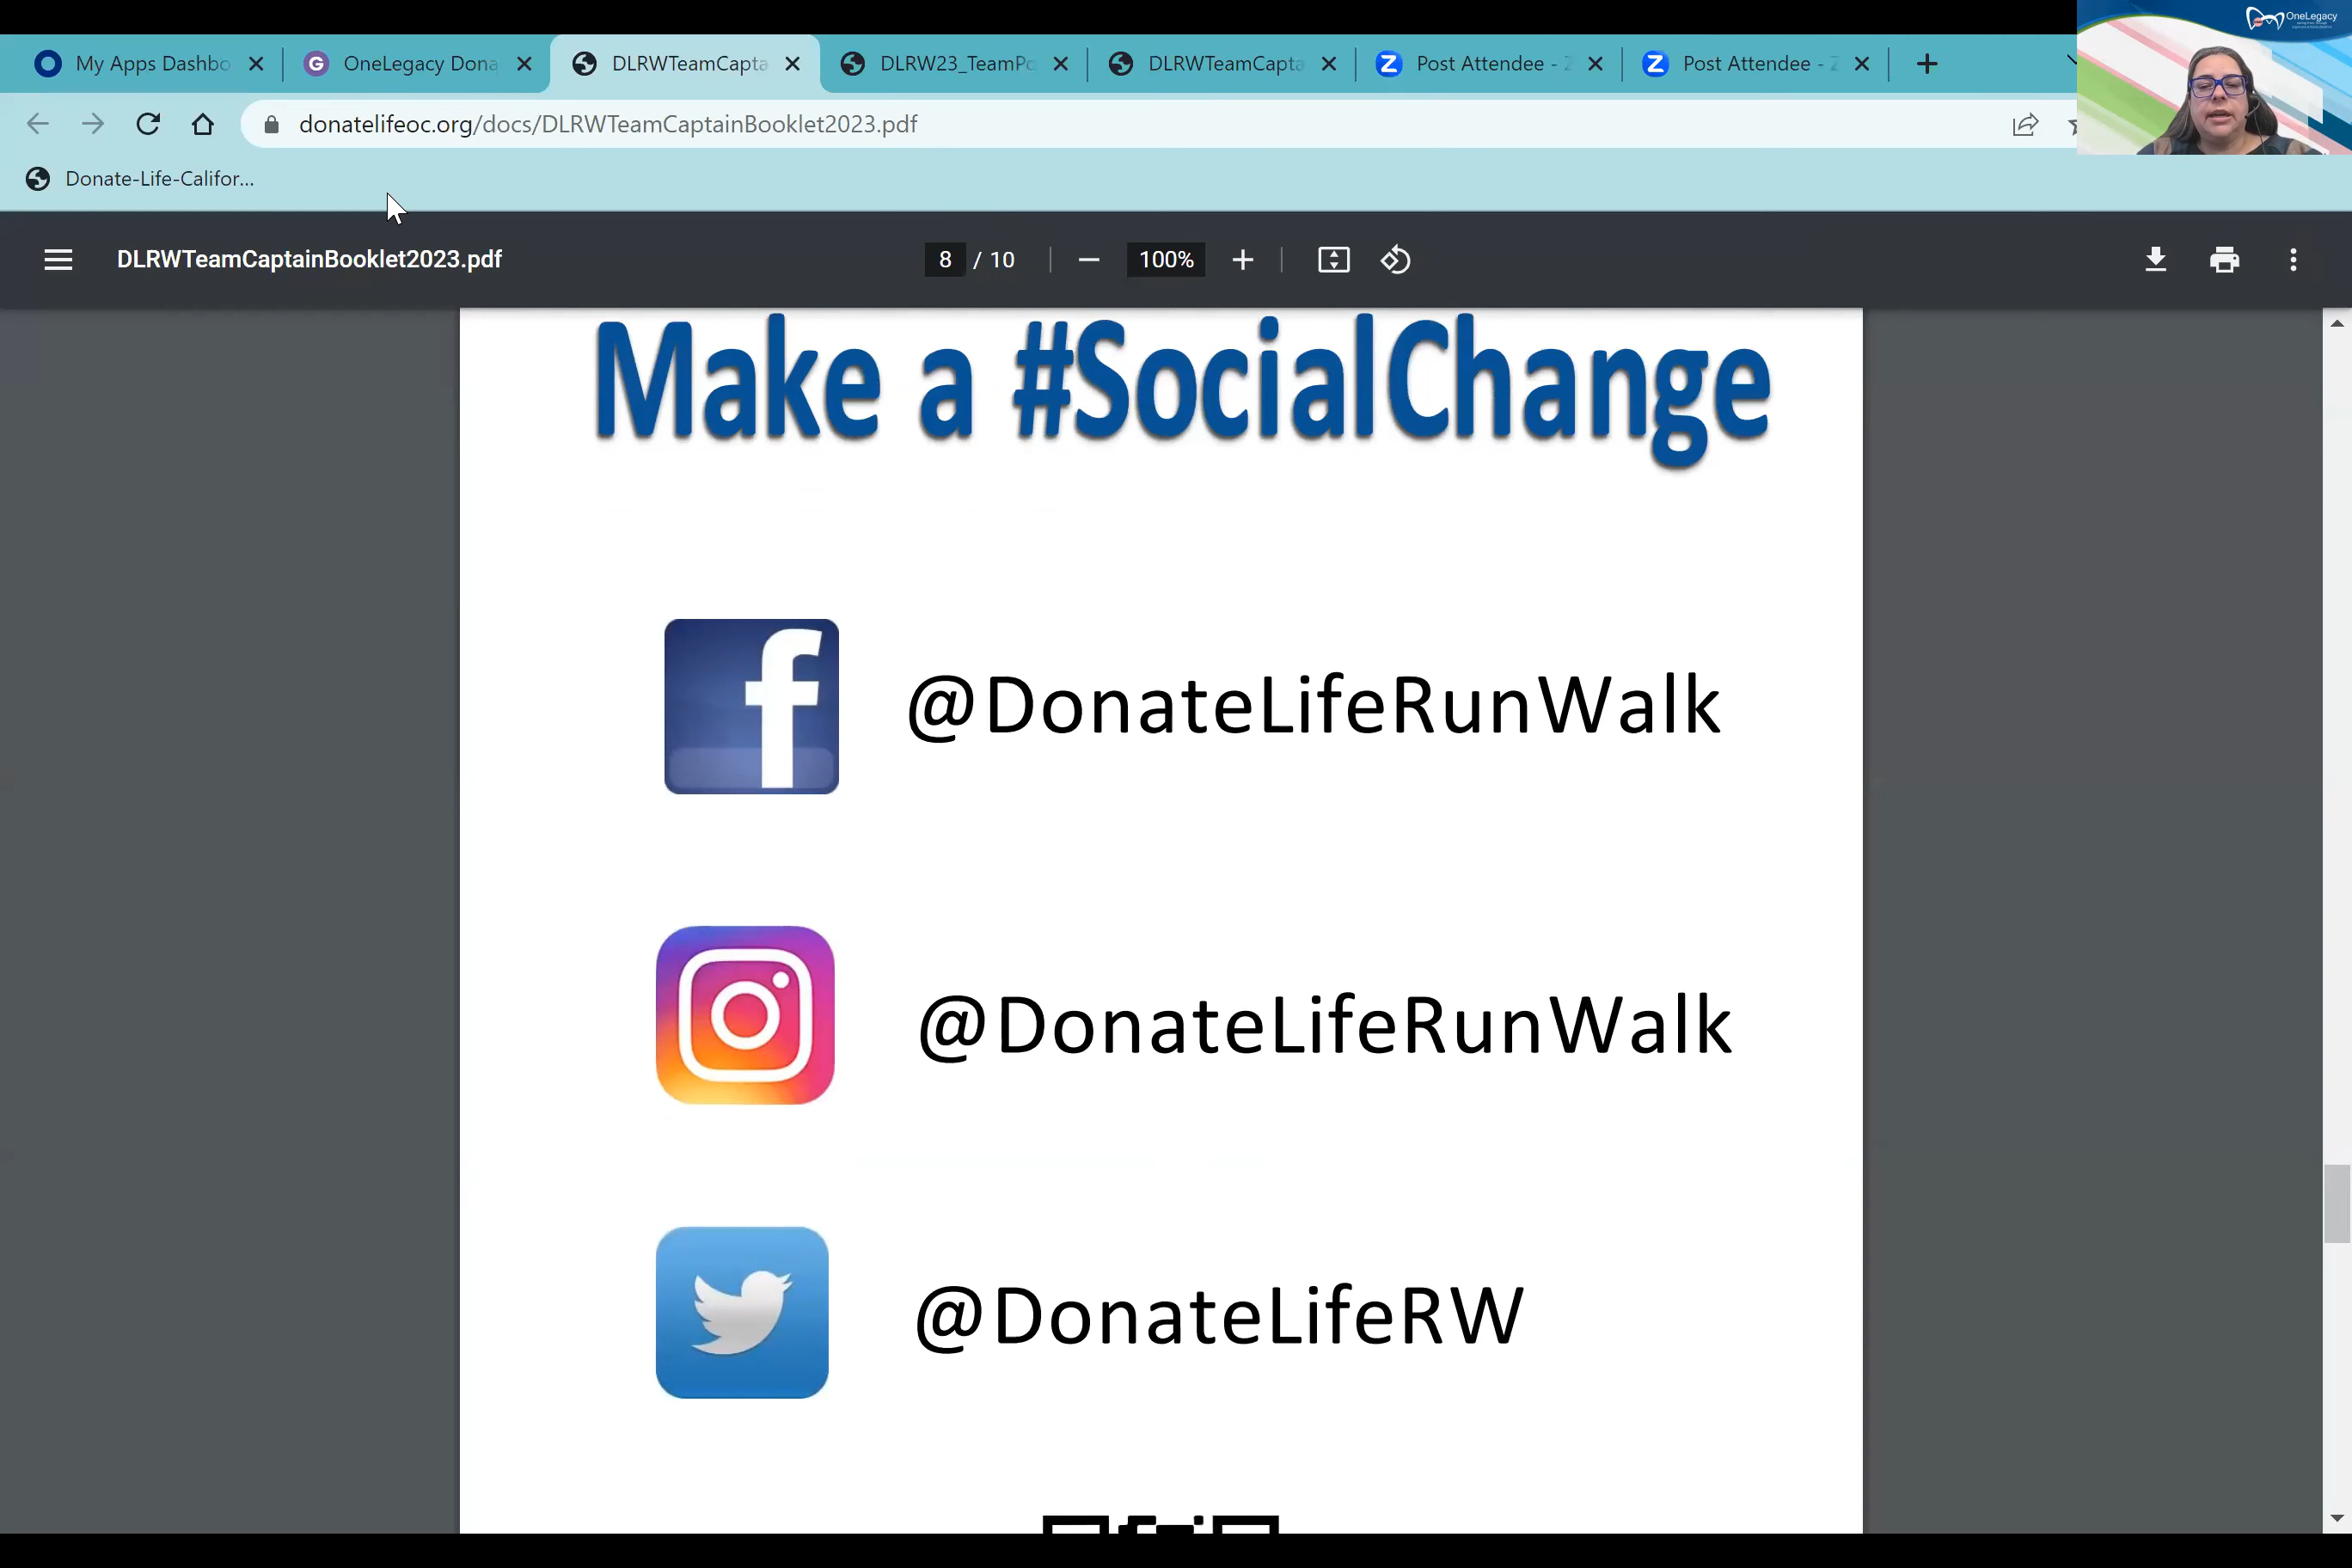 OneLegacy
My Apps Dashbo
OneLegacy Dona
DLRWTeamCapta
DLRW23_TeamPo
DLRWTeamCapta
Post Attendee - Z
Post Attendee - Z
donatelifeoc.org/docs/DLRWTeamCaptainBooklet2023.pdf
Donate-Life-Califor...
DLRWTeamCaptainBooklet2023.pdf
8 / 10
100%
Make a #SocialChange
@DonateLifeRunWalk
@DonateLifeRunWalk
@DonateLifeRW